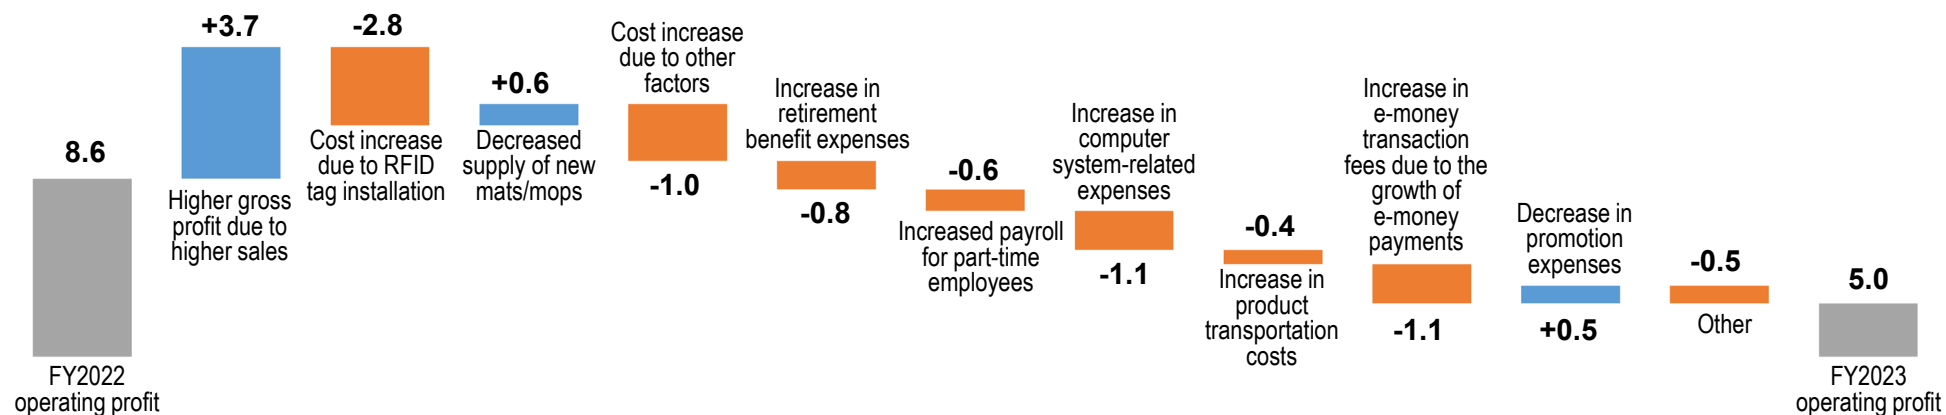 8.6
FY2022
operating profit
+3.7
Higher gross
profit due to
higher sales
-2.8
Cost increase
due to RFID
tag installation
+0.6
Decreased
supply of new
mats/mops
Cost increase
due to other
factors
-1.0
Increase in
retirement
benefit expenses
-0.8
-0.6
Increased payroll
for part-time
employees
Increase in
computer
system-related
expenses
-1.1
-0.4
Increase in
product
transportation
costs
Increase in
e-money
transaction
fees due to the
growth of
e-money
payments
-1.1
Decrease in
promotion
expenses
+0.5
-0.5
Other
5.0
FY2023
operating profit